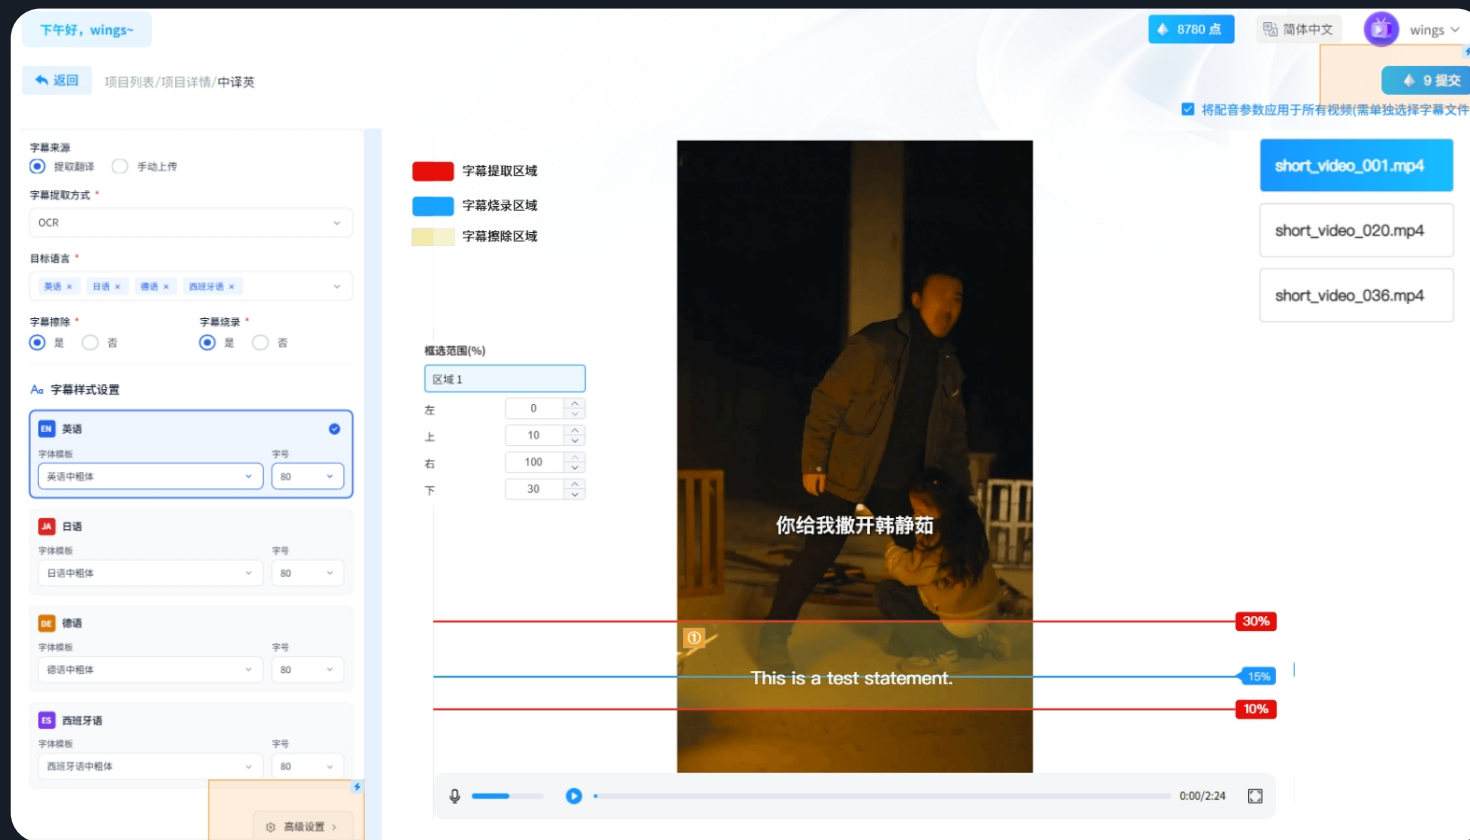 下午好，wings~
8780 点
简体中文
wings
返回
项目列表/项目详情/中译英
9 提交
将配音参数应用于所有视频(需单独选择字幕文件
字幕来源
提取翻译
手动上传
字幕提取方式 *
OCR
目标语言 *
英语 ×
日语 ×
德语 ×
西班牙语 ×
字幕擦除 *
字幕烧录 *
是
否
是
否
Aa 字幕样式设置
EN 英语
字体模板
字号
英语中粗体
80
JA 日语
字体模板
字号
日语中粗体
80
DE 德语
字体模板
字号
德语中粗体
80
ES 西班牙语
字体模板
字号
西班牙语中粗体
80
高级设置
字幕提取区域
字幕烧录区域
字幕擦除区域
框选范围(%)
区域 1
左
0
上
10
右
100
下
30
你给我撒开韩静茹
①
This is a test statement.
30%
15%
10%
0:00/2:24
short_video_001.mp4
short_video_020.mp4
short_video_036.mp4